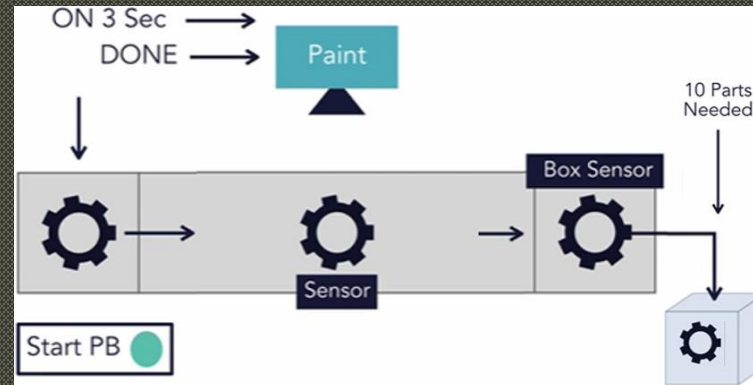 ON 3 Sec
DONE
Paint
10 Parts
Needed
Box Sensor
Sensor
Start PB